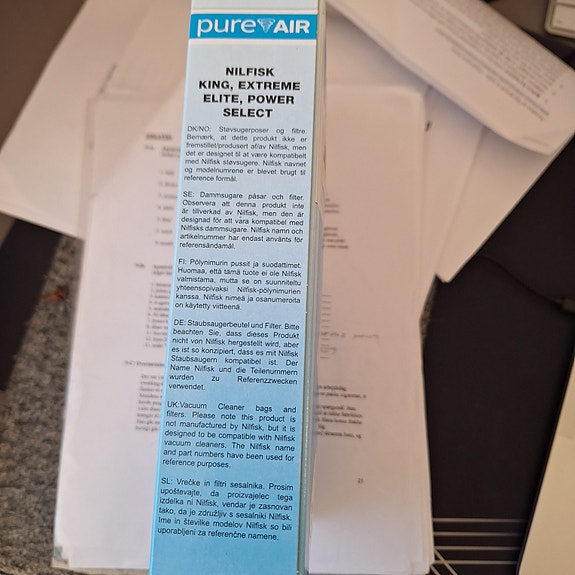 pure AIR
NILFISK
KING, EXTREME
ELITE, POWER
SELECT
DK/NO: Støvsugerposer og filtre.
Bemærk, at dette produkt ikke er
fremstillet/produsert af/av Nilfisk, men
det er designet til at være kompatibelt
med Nilfisk støvsugere. Nilfisk navnet
og modelnumrene er blevet brugt til
reference formål.
SE: Dammsugare påsar och filter.
Observera att denna produkt inte
är tillverkad av Nilfisk, men den är
designad för att våra kompatibel med
Nilfisks dammsugare. Nilfisk namn och
artikelnummer har endast använts för
referensändamål.
FI: Pölynimurin pussit ja suodattimet.
Huomaa, että tämä tuote ei ole Nilfisk
valmistama, mutta se on suunniteltu
yhteensopivaksi Nilfisk-pölynimurien
kanssa. Nilfisk nimeä ja osanumeroita
on käytetty viitteenä.
DE: Staubsaugerbeutel und Filter. Bitte
beachten Sie, dass dieses Produkt
nicht von Nilfisk hergestellt wird, aber
es ist so konzipiert, dass es mit Nilfisk
Staubsaugern kompatibel ist. Der
Name Nilfisk und die Teilenummern
wurden zu Referenzzwecken
verwendet.
UK:Vacuum Cleaner bags and
filters. Please note this product is
not manufactured by Nilfisk, but it is
designed to be compatible with Nilfisk
vacuum cleaners. The Nilfisk name
and part numbers have been used for
reference purposes.
SL: Vrečke in filtri sesalnika. Prosim
upoštevajte, da proizvajalec tega
izdelka ni Nilfisk, vendar je zasnovan
tako, da je združljiv s sesalniki Nilfisk.
Ime in številke modelov Nilfisk so bili
uporabljeni za referenčne namene.